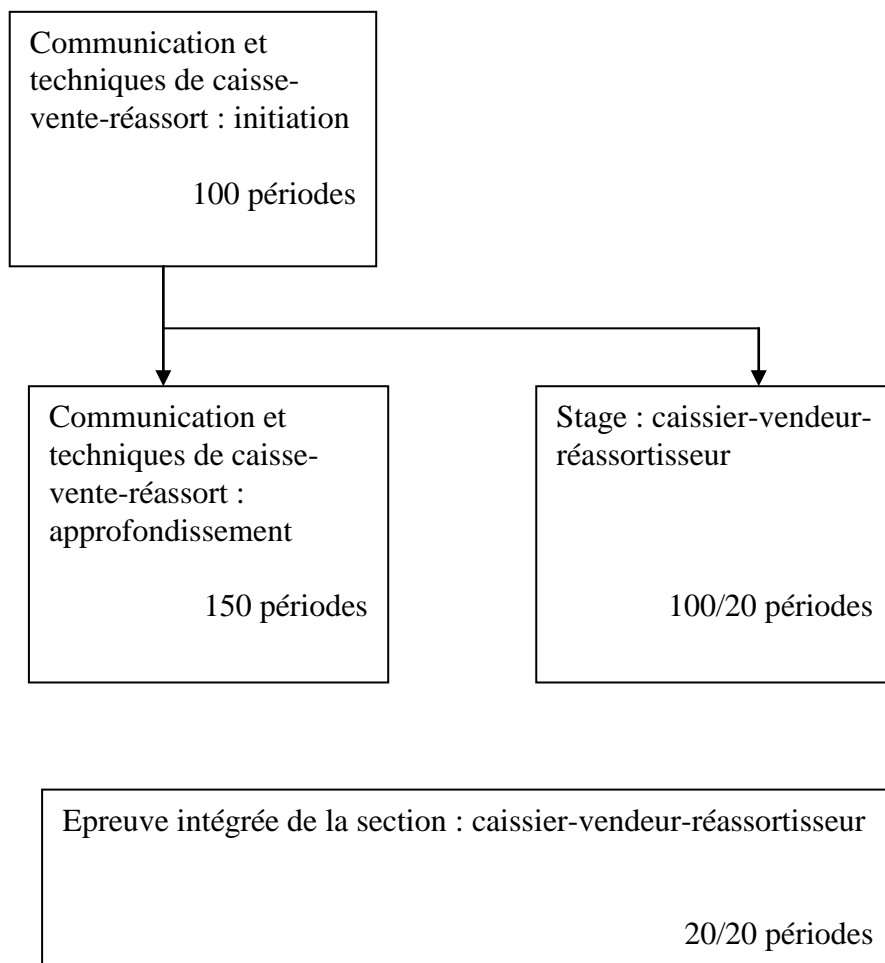 Communication et
techniques de caisse-
vente-réassort : initiation
100 périodes
Communication et
techniques de caisse-
vente-réassort :
approfondissement
150 périodes
Stage : caissier-vendeur-
réassortisseur
100/20 périodes
Epreuve intégrée de la section : caissier-vendeur-réassortisseur
20/20 périodes